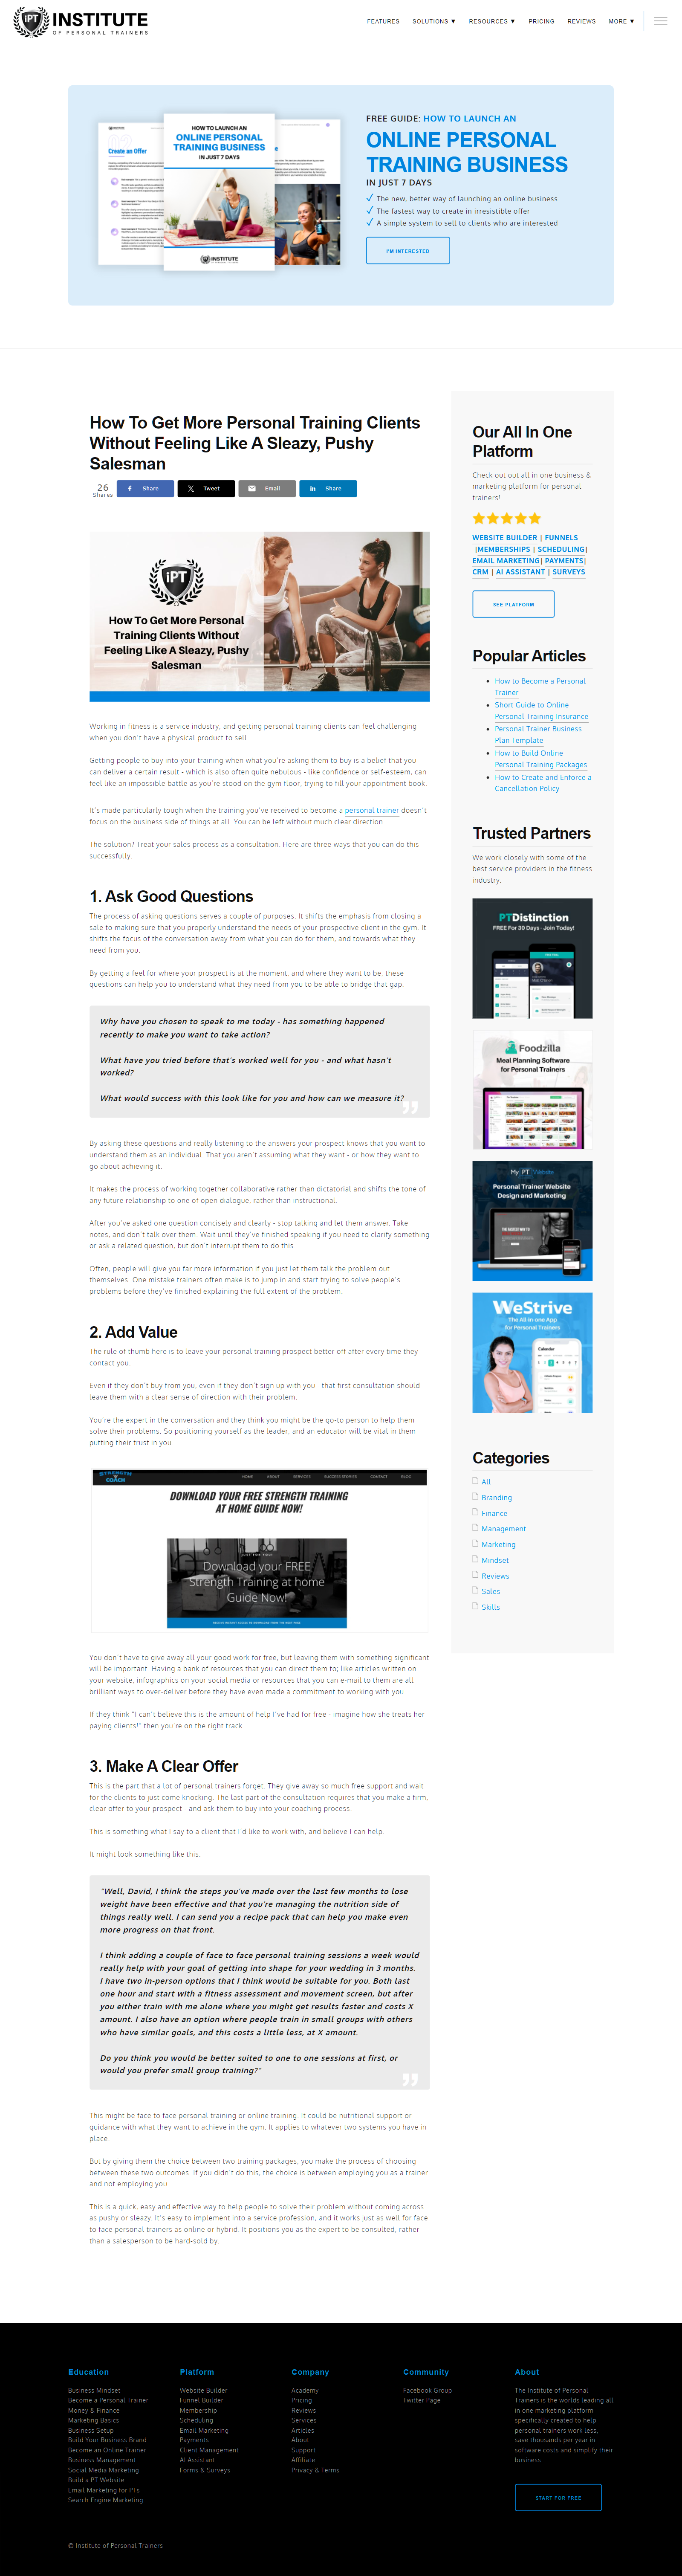 iPT INSTITUTE
OF PERSONAL TRAINERS
FEATURES SOLUTIONS ▼ RESOURCES ▼ PRICING REVIEWS MORE ▼
Create an Offer
HOW TO LAUNCH AN
ONLINE PERSONAL
TRAINING BUSINESS
IN JUST 7 DAYS
INSTITUTE
FREE GUIDE: HOW TO LAUNCH AN
ONLINE PERSONAL
TRAINING BUSINESS
IN JUST 7 DAYS
The new, better way of launching an online business
The fastest way to create in irresistible offer
A simple system to sell to clients who are interested
I'M INTERESTED
How To Get More Personal Training Clients
Without Feeling Like A Sleazy, Pushy
Salesman
26
Shares
Share
Tweet
Email
Share
iPT
How To Get More Personal
Training Clients Without
Feeling Like A Sleazy, Pushy
Salesman
Working in fitness is a service industry, and getting personal training clients can feel challenging
when you don't have a physical product to sell.
Getting people to buy into your training when what you're asking them to buy is a belief that you
can deliver a certain result - which is also often quite nebulous - like confidence or self-esteem, can
feel like an impossible battle as you're stood on the gym floor, trying to fill your appointment book.
It's made particularly tough when the training you've received to become a personal trainer doesn't
focus on the business side of things at all. You can be left without much clear direction.
The solution? Treat your sales process as a consultation. Here are three ways that you can do this
successfully.
1. Ask Good Questions
The process of asking questions serves a couple of purposes. It shifts the emphasis from closing a
sale to making sure that you properly understand the needs of your prospective client in the gym. It
shifts the focus of the conversation away from what you can do for them, and towards what they
need from you.
By getting a feel for where your prospect is at the moment, and where they want to be, these
questions can help you to understand what they need from you to be able to bridge that gap.
Why have you chosen to speak to me today - has something happened
recently to make you want to take action?
What have you tried before that's worked well for you - and what hasn't
worked?
What would success with this look like for you and how can we measure it?
By asking these questions and really listening to the answers your prospect knows that you want to
understand them as an individual. That you aren't assuming what they want - or how they want to
go about achieving it.
It makes the process of working together collaborative rather than dictatorial and shifts the tone of
any future relationship to one of open dialogue, rather than instructional.
After you've asked one question concisely and clearly - stop talking and let them answer. Take
notes, and don't talk over them. Wait until they've finished speaking if you need to clarify something
or ask a related question, but don't interrupt them to do this.
Often, people will give you far more information if you just let them talk the problem out
themselves. One mistake trainers often make is to jump in and start trying to solve people's
problems before they've finished explaining the full extent of the problem.
2. Add Value
The rule of thumb here is to leave your personal training prospect better off after every time they
contact you.
Even if they don't buy from you, even if they don't sign up with you - that first consultation should
leave them with a clear sense of direction with their problem.
You're the expert in the conversation and they think you might be the go-to person to help them
solve their problems. So positioning yourself as the leader, and an educator will be vital in them
putting their trust in you.
STRENGTH COACH
HOME ABOUT SERVICES SUCCESS STORIES CONTACT BLOG
DOWNLOAD YOUR FREE STRENGTH TRAINING
AT HOME GUIDE NOW!
Download your FREE
Strength Training at home
Guide Now!
You don't have to give away all your good work for free, but leaving them with something significant
will be important. Having a bank of resources that you can direct them to; like articles written on
your website, infographics on your social media or resources that you can e-mail to them are all
brilliant ways to over-deliver before they have even made a commitment to working with you.
If they think "I can't believe this is the amount of help I've had for free - imagine how she treats her
paying clients!" then you're on the right track.
3. Make A Clear Offer
This is the part that a lot of personal trainers forget. They give away so much free support and wait
for the clients to just come knocking. The last part of the consultation requires that you make a firm,
clear offer to your prospect - and ask them to buy into your coaching process.
This is something what I say to a client that I'd like to work with, and believe I can help.
It might look something like this:
"Well, David, I think the steps you've made over the last few months to lose
weight have been effective and that you're managing the nutrition side of
things really well. I can send you a recipe pack that can help you make even
more progress on that front.
I think adding a couple of face to face personal training sessions a week would
really help with your goal of getting into shape for your wedding in 3 months.
I have two in-person options that I think would be suitable for you. Both last
one hour and start with a fitness assessment and movement screen, but after
you either train with me alone where you might get results faster and costs X
amount. I also have an option where people train in small groups with others
who have similar goals, and this costs a little less, at X amount.
Do you think you would be better suited to one to one sessions at first, or
would you prefer small group training?"
This might be face to face personal training or online training. It could be nutritional support or
guidance with what they want to achieve in the gym. It applies to whatever two systems you have in
place.
But by giving them the choice between two training packages, you make the process of choosing
between these two outcomes. If you didn't do this, the choice is between employing you as a trainer
and not employing you.
This is a quick, easy and effective way to help people to solve their problem without coming across
as pushy or sleazy. It's easy to implement into a service profession, and it works just as well for face
to face personal trainers as online or hybrid. It positions you as the expert to be consulted, rather
than a salesperson to be hard-sold by.
Our All In One
Platform
Check out out all in one business &
marketing platform for personal
trainers!
WEBSITE BUILDER | FUNNELS
|MEMBERSHIPS | SCHEDULING|
EMAIL MARKETING| PAYMENTS|
CRM | AI ASSISTANT | SURVEYS
SEE PLATFORM
Popular Articles
How to Become a Personal
Trainer
Short Guide to Online
Personal Training Insurance
Personal Trainer Business
Plan Template
How to Build Online
Personal Training Packages
How to Create and Enforce a
Cancellation Policy
Trusted Partners
We work closely with some of the
best service providers in the fitness
industry.
PTDistinction
FREE For 30 Days - Join Today!
Foodzilla
Meal Planning Software
for Personal Trainers
My PT Website
Personal Trainer Website
Design and Marketing
WeStrive
The All-in-one App
for Personal Trainers
Calendar
Categories
All
Branding
Finance
Management
Marketing
Mindset
Reviews
Sales
Skills
Education
Business Mindset
Become a Personal Trainer
Money & Finance
Marketing Basics
Business Setup
Build Your Business Brand
Become an Online Trainer
Business Management
Social Media Marketing
Build a PT Website
Email Marketing for PTs
Search Engine Marketing
Platform
Website Builder
Funnel Builder
Membership
Scheduling
Email Marketing
Payments
Client Management
AI Assistant
Forms & Surveys
Company
Academy
Pricing
Reviews
Services
Articles
About
Support
Affiliate
Privacy & Terms
Community
Facebook Group
Twitter Page
About
The Institute of Personal
Trainers is the worlds leading all
in one marketing platform
specifically created to help
personal trainers work less,
save thousands per year in
software costs and simplify their
business.
START FOR FREE
© Institute of Personal Trainers